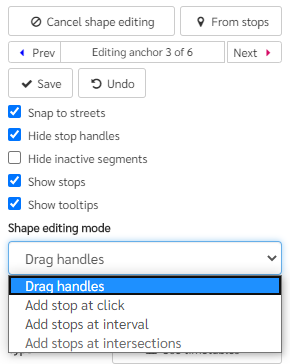 Cancel shape editing
From stops
Prev
Editing anchor 3 of 6
Next
Save
Undo
Snap to streets
Hide stop handles
Hide inactive segments
Show stops
Show tooltips
Shape editing mode
Drag handles
Drag handles
Add stop at click
Add stops at interval
Add stops at intersections